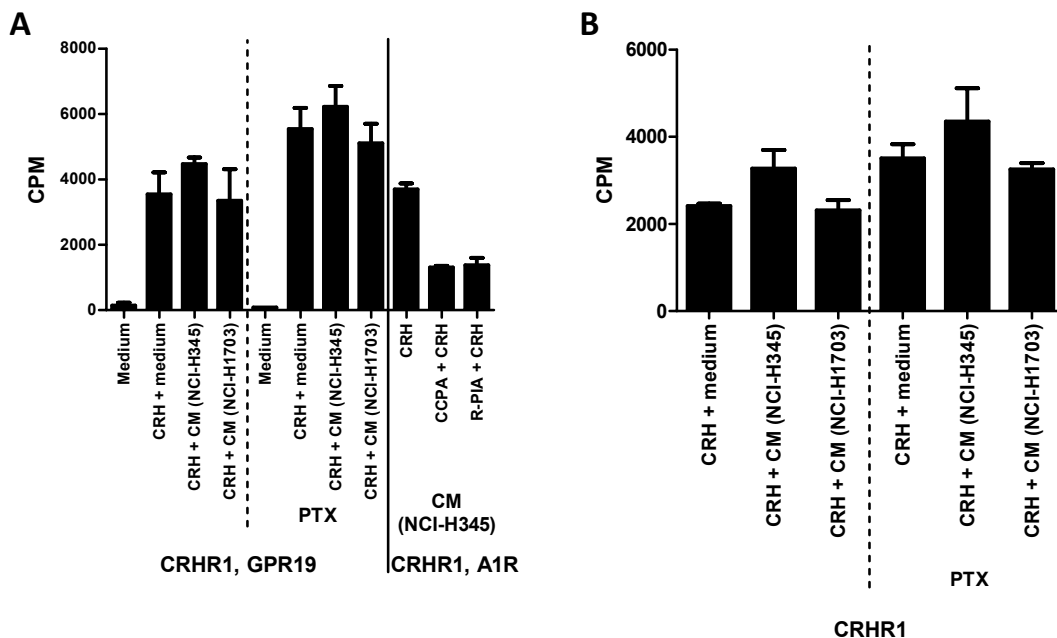 A
8000
6000
4000
2000
0
CPM
Medium
CRH + medium
CRH + CM (NCI-H345)
CRH + CM (NCI-H1703)
Medium
CRH + medium
CRH + CM (NCI-H345)
CRH + CM (NCI-H1703)
CRH
CCPA + CRH
R-PIA + CRH
PTX
CM
(NCI-H345)
CRHR1, GPR19
CRHR1, A1R
B
6000
4000
2000
0
CPM
CRH + medium
CRH + CM (NCI-H345)
CRH + CM (NCI-H1703)
CRH + medium
CRH + CM (NCI-H345)
CRH + CM (NCI-H1703)
PTX
CRHR1